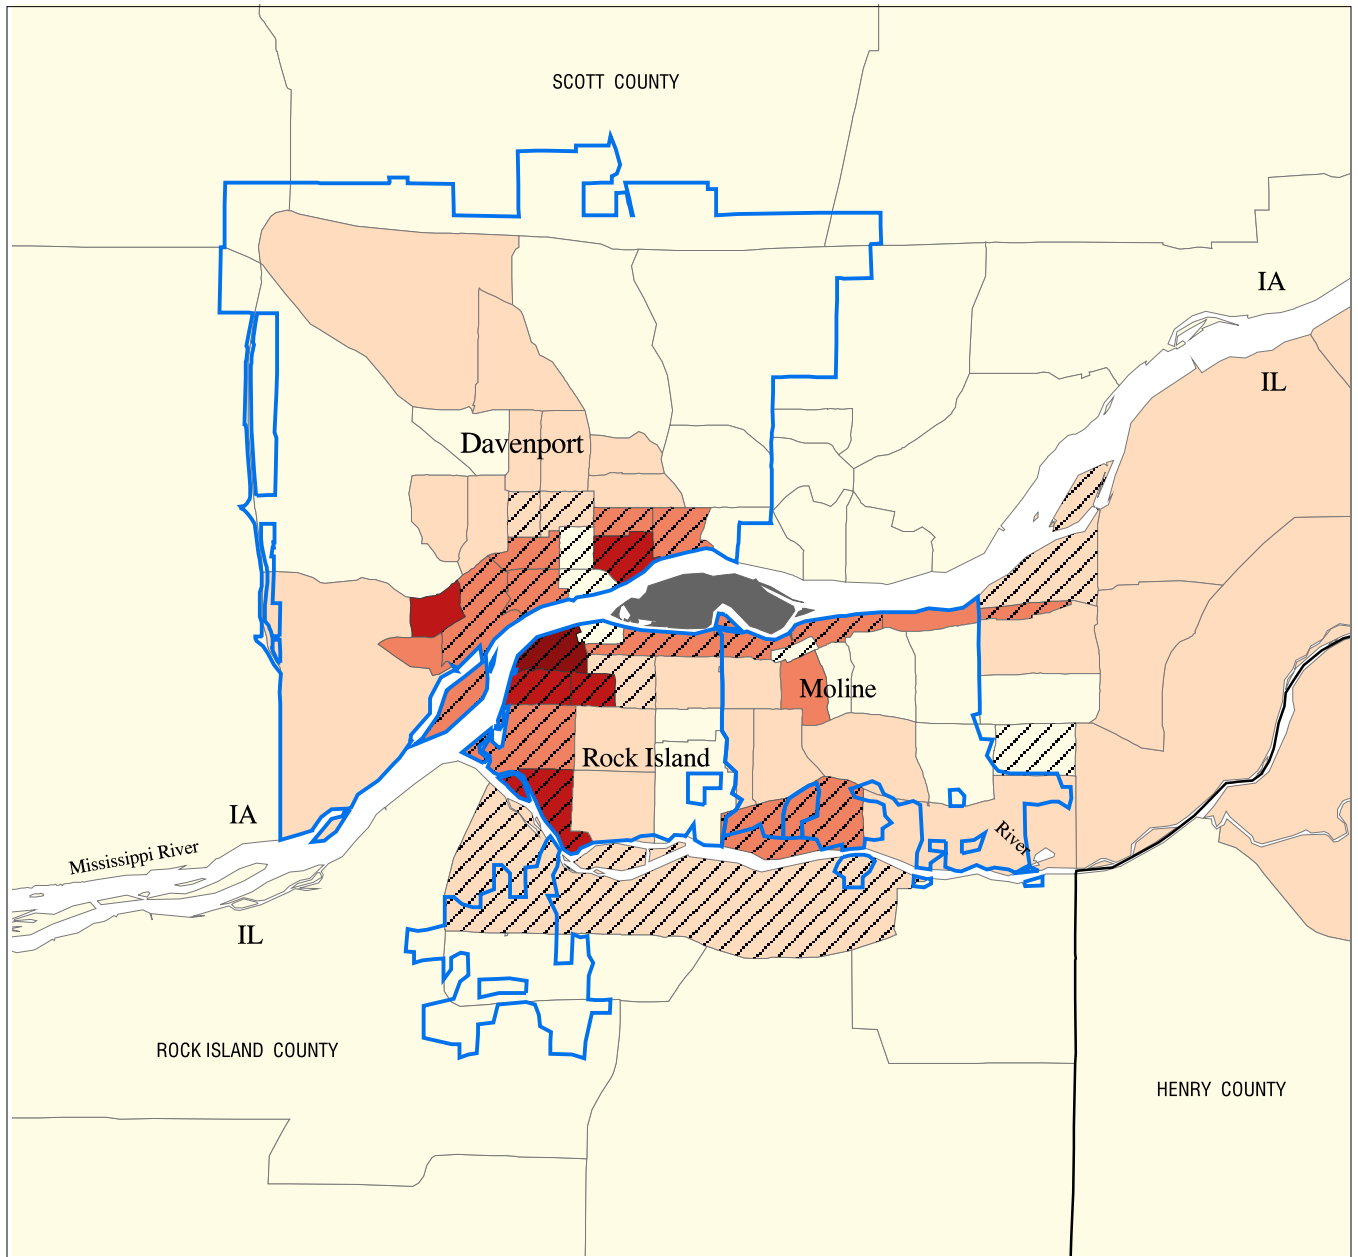 SCOTT COUNTY
IA
IL
Davenport
Moline
Rock Island
IA
River
Mississippi River
IL
ROCK ISLAND COUNTY
HENRY COUNTY